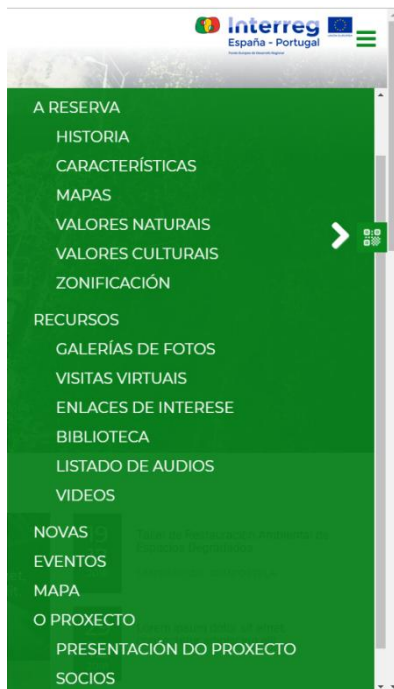 Interreg
España - Portugal
A RESERVA
HISTORIA
CARACTERÍSTICAS
MAPAS
VALORES NATURAIS
VALORES CULTURAIS
ZONIFICACIÓN
RECURSOS
GALERÍAS DE FOTOS
VISITAS VIRTUAIS
ENLACES DE INTERESE
BIBLIOTECA
LISTADO DE AUDIOS
VIDEOS
NOVAS
EVENTOS
MAPA
O PROXECTO
PRESENTACIÓN DO PROXECTO
SOCIOS